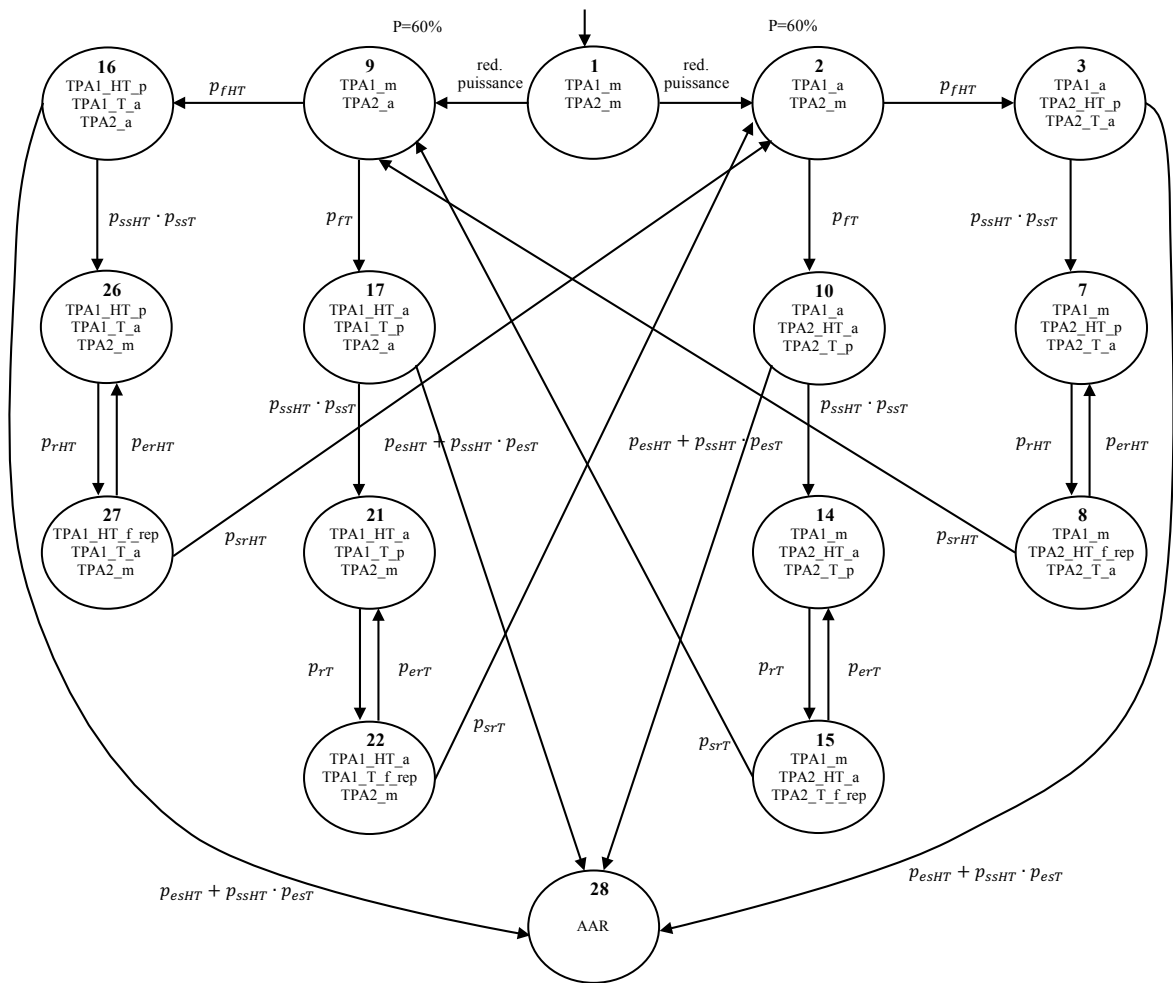 P=60%
P=60%
16
TPA1_HT_p
TPA1_T_a
TPA2_a
p_fHT
9
TPA1_m
TPA2_a
red.
puissance
1
TPA1_m
TPA2_m
red.
puissance
2
TPA1_a
TPA2_m
p_fHT
3
TPA1_a
TPA2_HT_p
TPA2_T_a
p_ssHT · p_ssT
p_fT
p_fT
p_ssHT · p_ssT
26
TPA1_HT_p
TPA1_T_a
TPA2_m
17
TPA1_HT_a
TPA1_T_p
TPA2_a
10
TPA1_a
TPA2_HT_a
TPA2_T_p
7
TPA1_m
TPA2_HT_p
TPA2_T_a
p_ssHT · p_ssT
p_ssHT · p_ssT
p_rHT
p_erHT
p_esHT + p_ssHT · p_esT
p_esHT + p_ssHT · p_esT
p_rHT
p_erHT
27
TPA1_HT_f_rep
TPA1_T_a
TPA2_m
p_srHT
21
TPA1_HT_a
TPA1_T_p
TPA2_m
14
TPA1_m
TPA2_HT_a
TPA2_T_p
p_srHT
8
TPA1_m
TPA2_HT_f_rep
TPA2_T_a
p_rT
p_erT
p_rT
p_erT
22
TPA1_HT_a
TPA1_T_f_rep
TPA2_m
p_srT
p_srT
15
TPA1_m
TPA2_HT_a
TPA2_T_f_rep
p_esHT + p_ssHT · p_esT
28
AAR
p_esHT + p_ssHT · p_esT